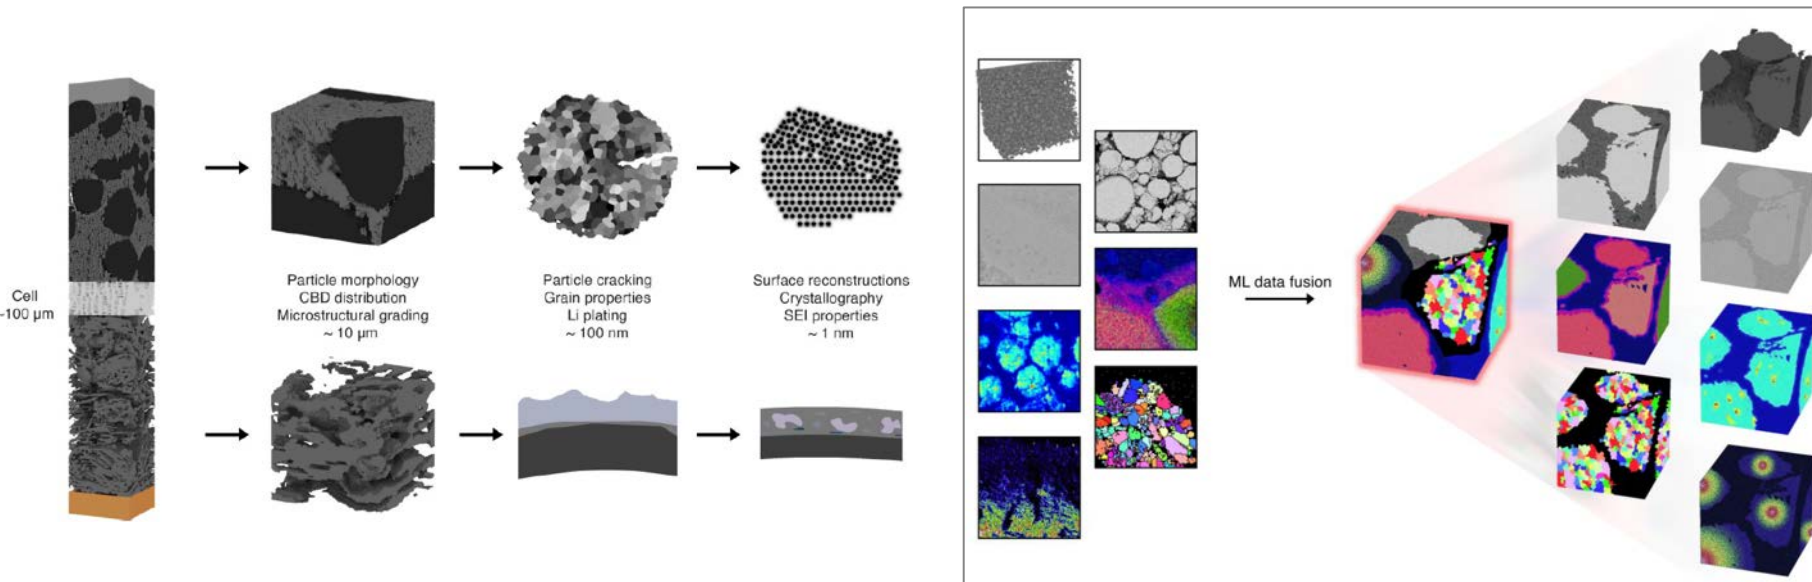 Cell
~100 μm
Particle morphology
CBD distribution
Microstructural grading
~ 10 μm
Particle cracking
Grain properties
Li plating
~ 100 nm
Surface reconstructions
Crystallography
SEI properties
~ 1 nm
ML data fusion